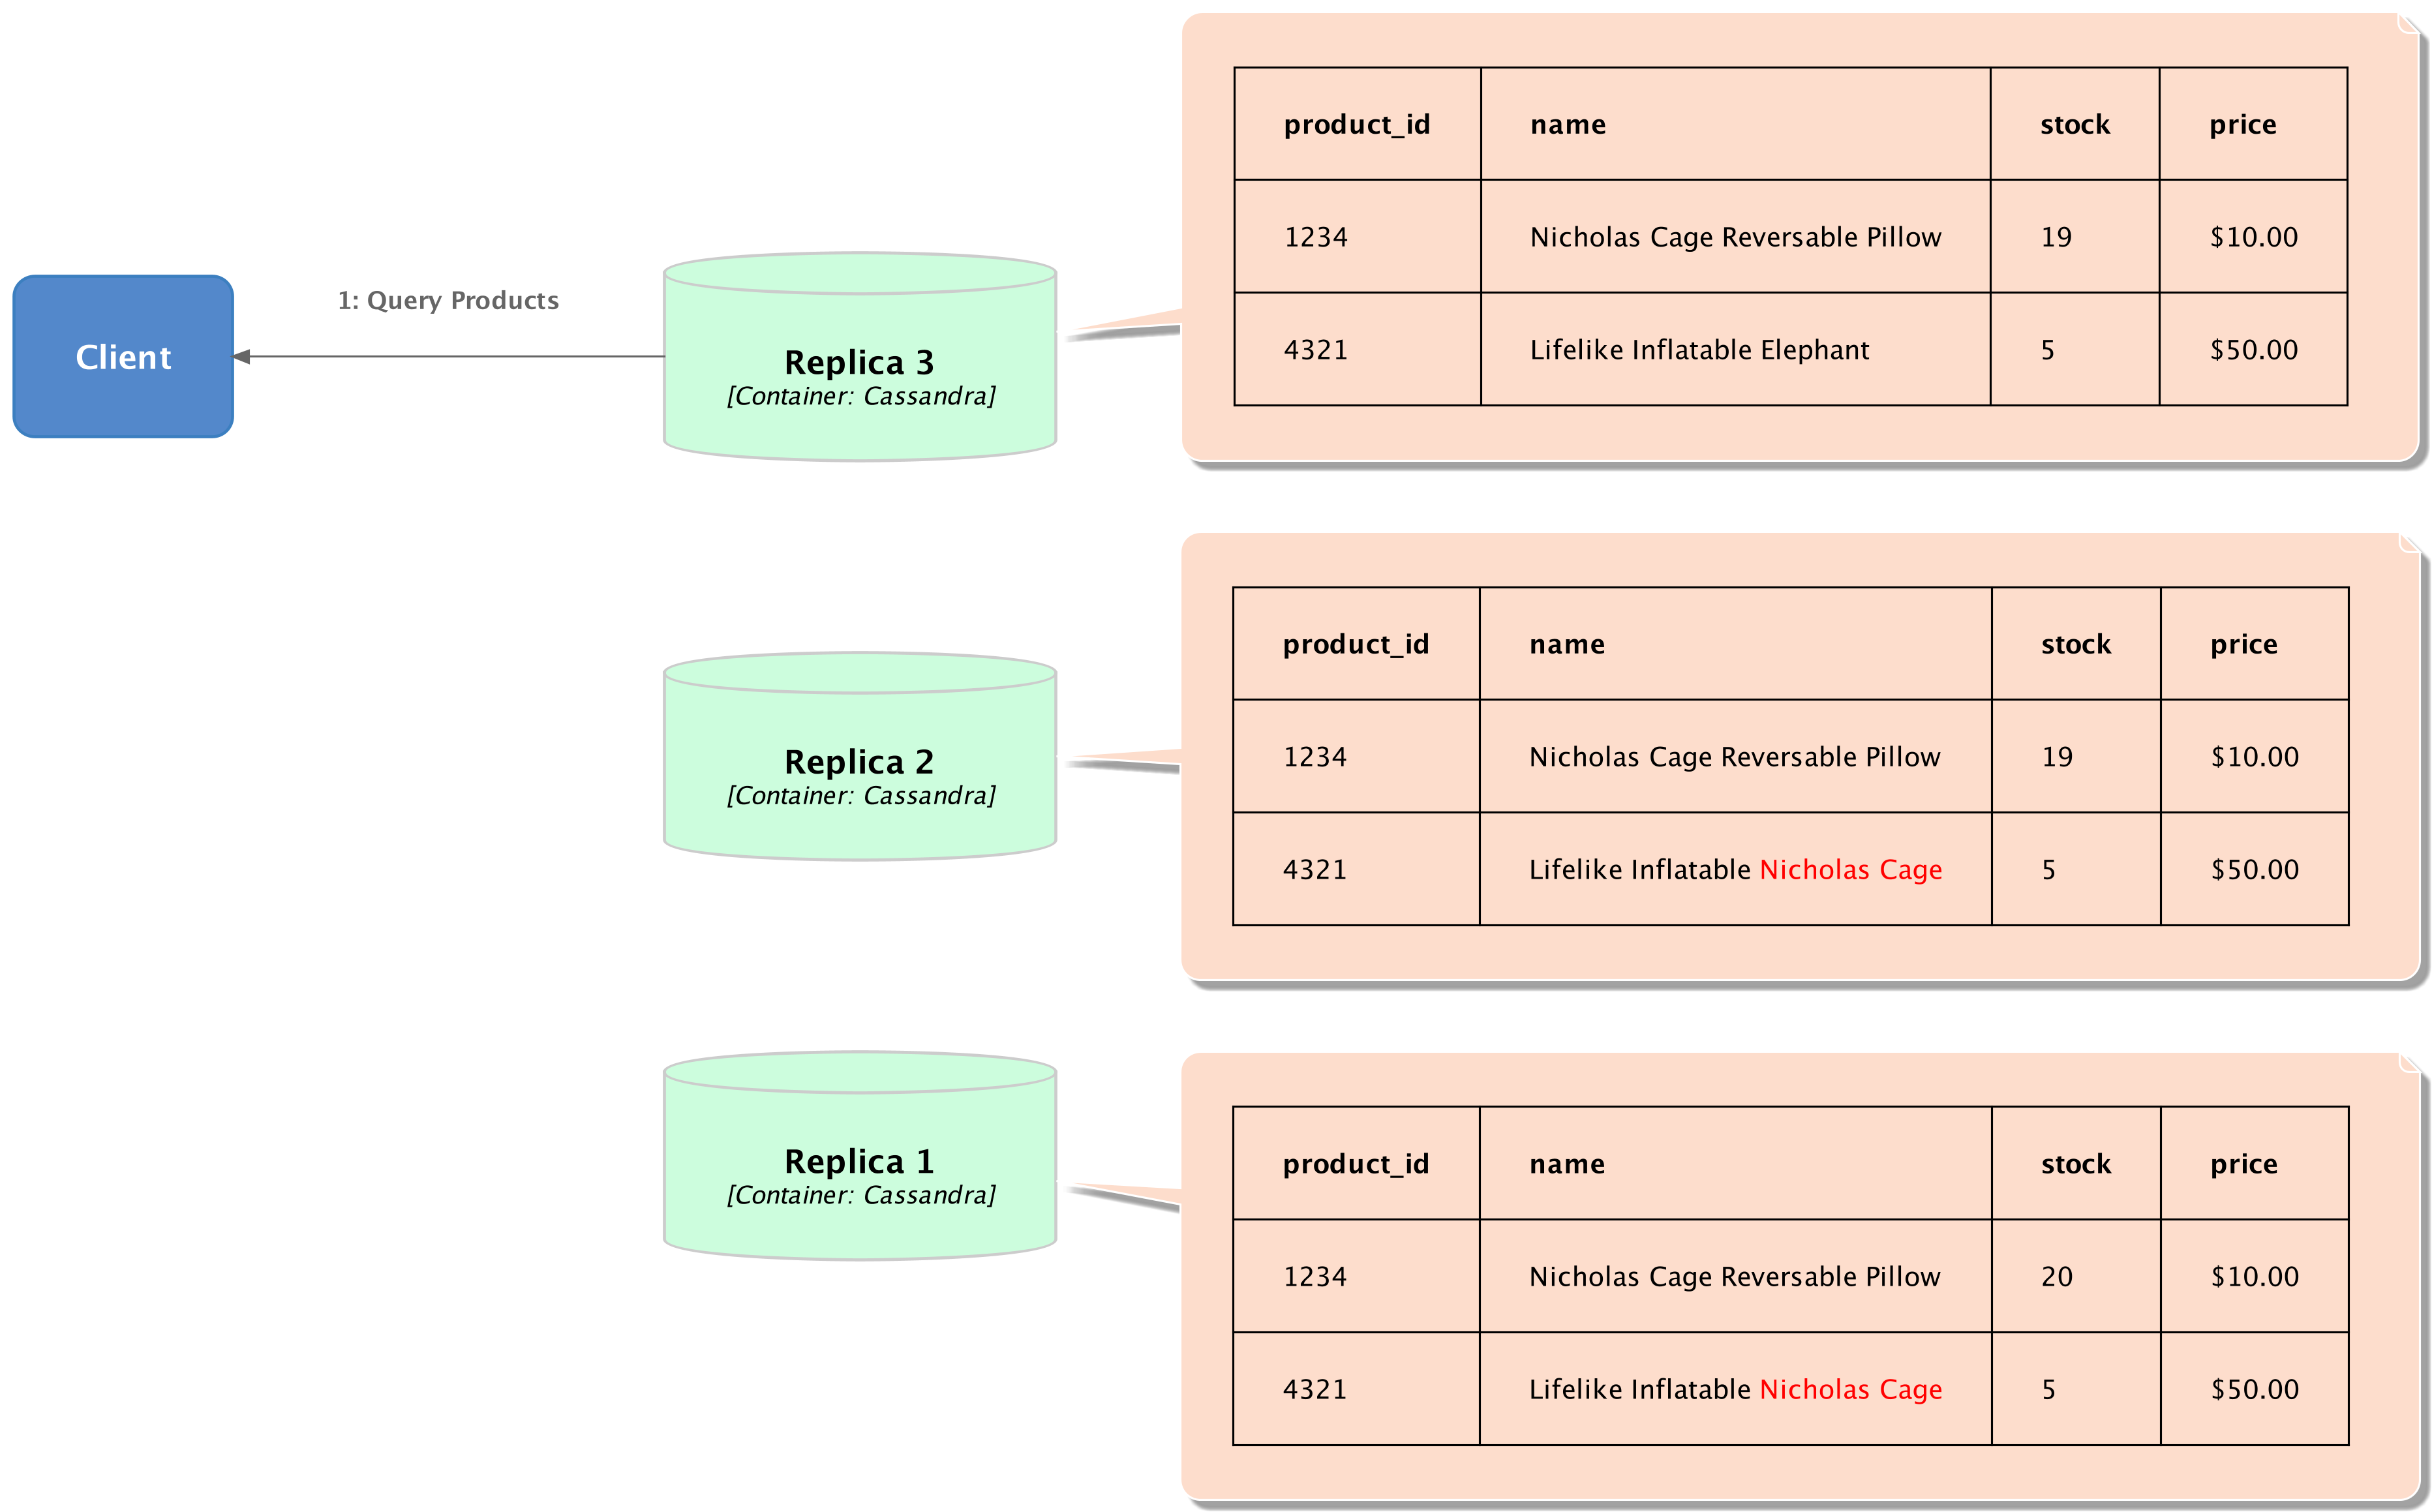 Client
1: Query Products
Replica 3
[Container: Cassandra]
product_id name stock price
1234 Nicholas Cage Reversable Pillow 19 $10.00
4321 Lifelike Inflatable Elephant 5 $50.00
Replica 2
[Container: Cassandra]
product_id name stock price
1234 Nicholas Cage Reversable Pillow 19 $10.00
4321 Lifelike Inflatable Nicholas Cage 5 $50.00
Replica 1
[Container: Cassandra]
product_id name stock price
1234 Nicholas Cage Reversable Pillow 20 $10.00
4321 Lifelike Inflatable Nicholas Cage 5 $50.00